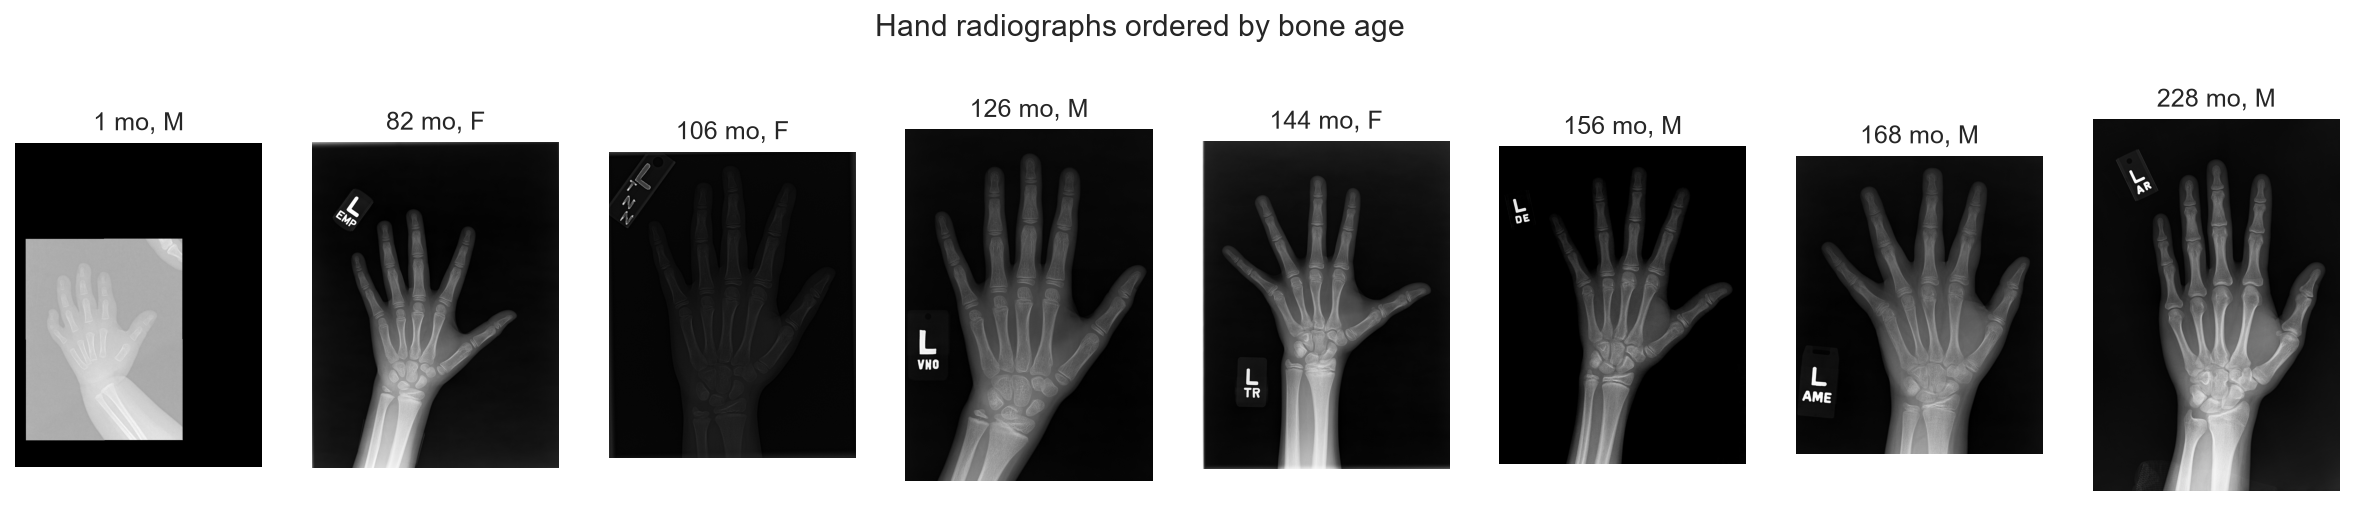 Hand radiographs ordered by bone age
1 mo, M
82 mo, F
106 mo, F
126 mo, M
144 mo, F
156 mo, M
168 mo, M
228 mo, M
L
EMP
L
T
N
N
L
VNO
L
TR
L
DE
L
AME
L
AR